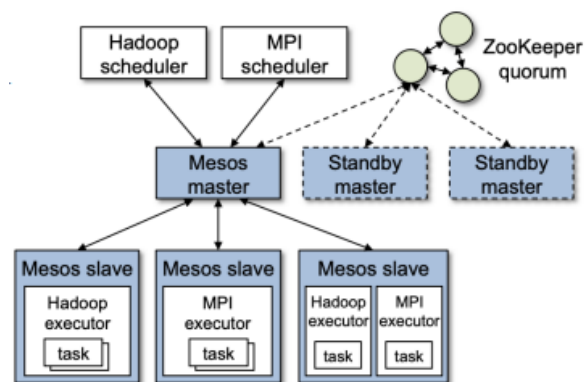 Hadoop
scheduler
MPI
scheduler
ZooKeeper
quorum
Mesos
master
Standby
master
Standby
master
Mesos slave
Hadoop
executor
task
Mesos slave
MPI
executor
task
Mesos slave
Hadoop
executor
task
MPI
executor
task